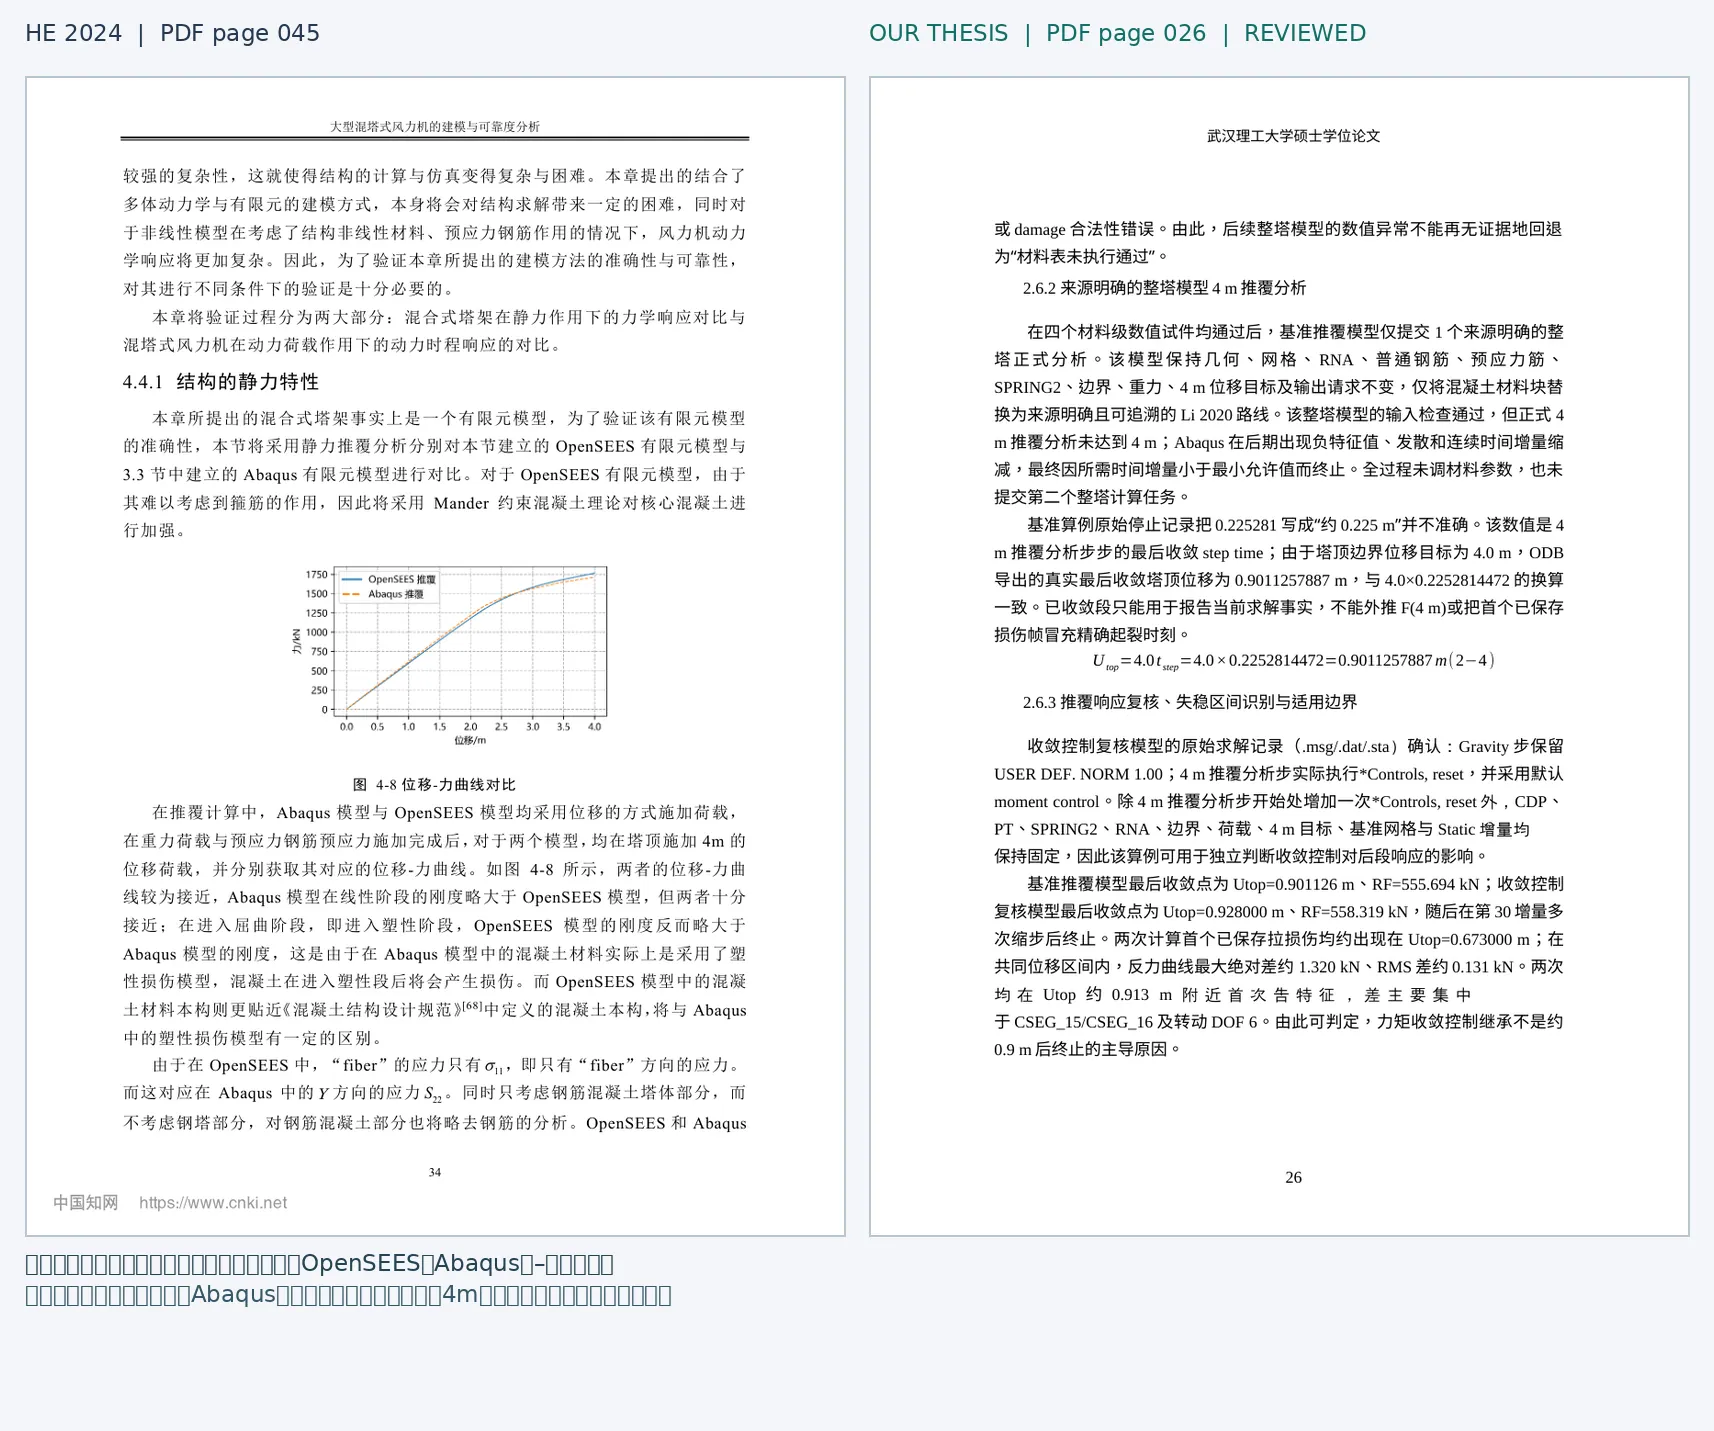 HE 2024 | PDF page 045
大型混塔式风力机的建模与可靠度分析
较强的复杂性，这就使得结构的计算与仿真变得复杂与困难。本章提出的结合了
多体动力学与有限元的建模方式，本身将会对结构求解带来一定的困难，同时对
于非线性模型在考虑了结构非线性材料、预应力钢筋作用的情况下，风力机动力
学响应将更加复杂。因此，为了验证本章所提出的建模方法的准确性与可靠性，
对其进行不同条件下的验证是十分必要的。
本章将验证过程分为两大部分：混合式塔架在静力作用下的力学响应对比与
混塔式风力机在动力荷载作用下的动力时程响应的对比。
4.4.1 结构的静力特性
本章所提出的混合式塔架事实上是一个有限元模型，为了验证该有限元模型
的准确性，本节将采用静力推覆分析分别对本节建立的 OpenSEES 有限元模型与
3.3 节中建立的 Abaqus 有限元模型进行对比。对于 OpenSEES 有限元模型，由于
其难以考虑到箍筋的作用，因此将采用 Mander 约束混凝土理论对核心混凝土进
行加强。
OpenSEES 推覆
Abaqus 推覆
力/kN
1750
1500
1250
1000
750
500
250
0
0.0 0.5 1.0 1.5 2.0 2.5 3.0 3.5 4.0
位移/m
图 4-8 位移-力曲线对比
在推覆计算中，Abaqus 模型与 OpenSEES 模型均采用位移的方式施加荷载，
在重力荷载与预应力钢筋预应力施加完成后，对于两个模型，均在塔顶施加 4m 的
位移荷载，并分别获取其对应的位移-力曲线。如图 4-8 所示，两者的位移-力曲
线较为接近，Abaqus 模型在线性阶段的刚度略大于 OpenSEES 模型，但两者十分
接近；在进入屈曲阶段，即进入塑性阶段，OpenSEES 模型的刚度反而略大于
Abaqus 模型的刚度，这是由于在 Abaqus 模型中的混凝土材料实际上是采用了塑
性损伤模型，混凝土在进入塑性段后将会产生损伤。而 OpenSEES 模型中的混凝
土材料本构则更贴近《混凝土结构设计规范》[68]中定义的混凝土本构，将与 Abaqus
中的塑性损伤模型有一定的区别。
由于在 OpenSEES 中，“fiber”的应力只有σ11，即只有“fiber”方向的应力。
而这对应在 Abaqus 中的Y方向的应力S22。同时只考虑钢筋混凝土塔体部分，而
不考虑钢塔部分，对钢筋混凝土部分也将略去钢筋的分析。OpenSEES 和 Abaqus
34
中国知网 https://www.cnki.net
OUR THESIS | PDF page 026 | REVIEWED
武汉理工大学硕士学位论文
或 damage 合法性错误。由此，后续整塔模型的数值异常不能再无证据地回退
为“材料表未执行通过”。
2.6.2 来源明确的整塔模型 4 m 推覆分析
在四个材料级数值试件均通过后，基准推覆模型仅提交 1 个来源明确的整
塔正式分析。该模型保持几何、网格、RNA、普通钢筋、预应力筋、
SPRING2、边界、重力、4 m 位移目标及输出请求不变，仅将混凝土材料块替
换为来源明确且可追溯的 Li 2020 路线。该整塔模型的输入检查通过，但正式 4
m 推覆分析未达到 4 m；Abaqus 在后期出现负特征值、发散和连续时间增量缩
减，最终因所需时间增量小于最小允许值而终止。全过程未调材料参数，也未
提交第二个整塔计算任务。
基准算例原始停止记录把 0.225281 写成“约 0.225 m”并不准确。该数值是 4
m 推覆分析步步的最后收敛 step time；由于塔顶边界位移目标为 4.0 m，ODB
导出的真实最后收敛塔顶位移为 0.9011257887 m，与 4.0×0.2252814472 的换算
一致。已收敛段只能用于报告当前求解事实，不能外推 F(4 m)或把首个已保存
损伤帧冒充精确起裂时刻。
Utop=4.0tstep=4.0×0.2252814472=0.9011257887m(2−4)
2.6.3 推覆响应复核、失稳区间识别与适用边界
收敛控制复核模型的原始求解记录（.msg/.dat/.sta）确认：Gravity 步保留
USER DEF. NORM 1.00；4 m 推覆分析步实际执行*Controls, reset，并采用默认
moment control。除 4 m 推覆分析步开始处增加一次*Controls, reset 外，CDP、
PT、SPRING2、RNA、边界、荷载、4 m 目标、基准网格与 Static 增量均
保持固定，因此该算例可用于独立判断收敛控制对后段响应的影响。
基准推覆模型最后收敛点为 Utop=0.901126 m、RF=555.694 kN；收敛控制
复核模型最后收敛点为 Utop=0.928000 m、RF=558.319 kN，随后在第 30 增量多
次缩步后终止。两次计算首个已保存拉损伤均约出现在 Utop=0.673000 m；在
共同位移区间内，反力曲线最大绝对差约 1.320 kN、RMS 差约 0.131 kN。两次
均在 Utop 约 0.913 m 附近首次告特征，差主要集中
于 CSEG_15/CSEG_16 及转动 DOF 6。由此可判定，力矩收敛控制继承不是约
0.9 m 后终止的主导原因。
26
OpenSEES Abaqus –
Abaqus 4m